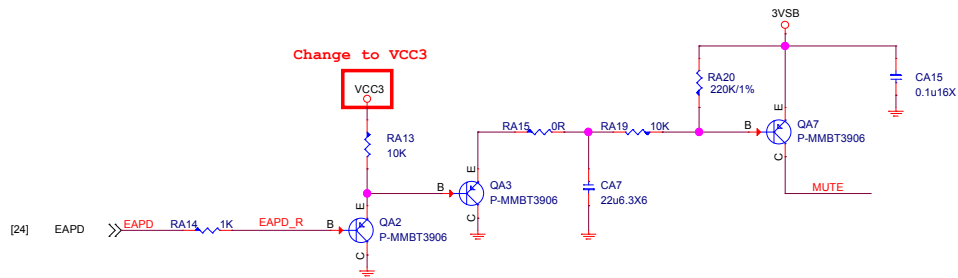 3VSB
Change to VCC3
VCC3
RA20
220K/1%
CA15
0.1u16X
RA13
10K
RA15
0R
RA19
10K
E
B
QA7
P-MMBT3906
C
MUTE
E
B
QA3
P-MMBT3906
C
CA7
22u6.3X6
[24]
EAPD
EAPD
RA14
1K
EAPD_R
E
B
QA2
P-MMBT3906
C